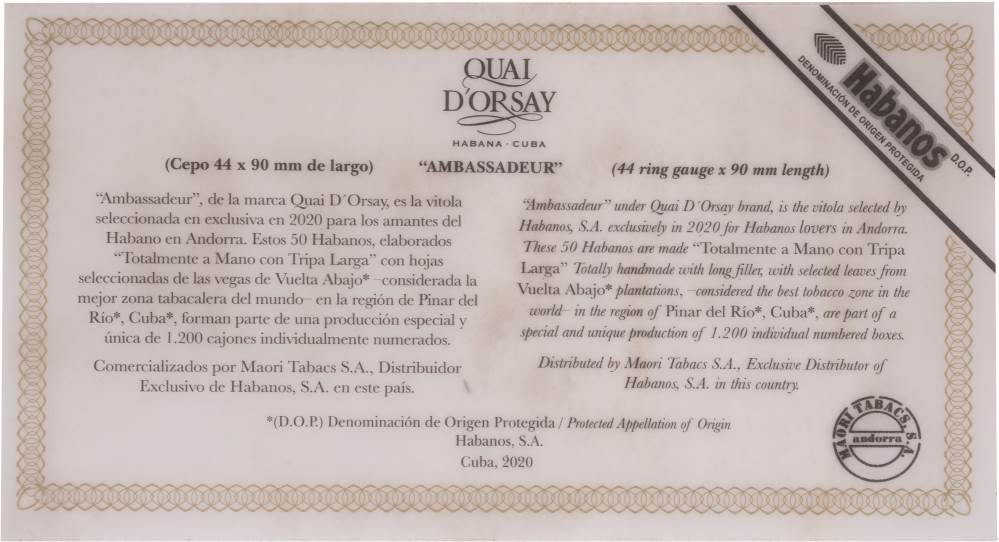 QUAI
D'ORSAY
HABANA · CUBA
Habanos
DENOMINACIÓN DE ORIGEN PROTEGIDA
D.O.P.
(Cepo 44 x 90 mm de largo)
“AMBASSADEUR”
(44 ring gauge x 90 mm length)
“Ambassadeur”, de la marca Quai D´Orsay, es la vitola
seleccionada en exclusiva en 2020 para los amantes del
Habano en Andorra. Estos 50 Habanos, elaborados
“Totalmente a Mano con Tripa Larga” con hojas
seleccionadas de las vegas de Vuelta Abajo* –considerada la
mejor zona tabacalera del mundo– en la región de Pinar del
Río*, Cuba*, forman parte de una producción especial y
única de 1.200 cajones individualmente numerados.
Comercializados por Maori Tabacs S.A., Distribuidor
Exclusivo de Habanos, S.A. en este país.
“Ambassadeur” under Quai D´Orsay brand, is the vitola selected by
Habanos, S.A. exclusively in 2020 for Habanos lovers in Andorra.
These 50 Habanos are made “Totalmente a Mano con Tripa
Larga” Totally handmade with long filler, with selected leaves from
Vuelta Abajo* plantations, –considered the best tobacco zone in the
world– in the region of Pinar del Río*, Cuba*, are part of a
special and unique production of 1.200 individual numbered boxes.
Distributed by Maori Tabacs S.A., Exclusive Distributor of
Habanos, S.A. in this country.
*(D.O.P.) Denominación de Origen Protegida / Protected Appellation of Origin
Habanos, S.A.
Cuba, 2020
MAORI TABACS, S.A.
andorra